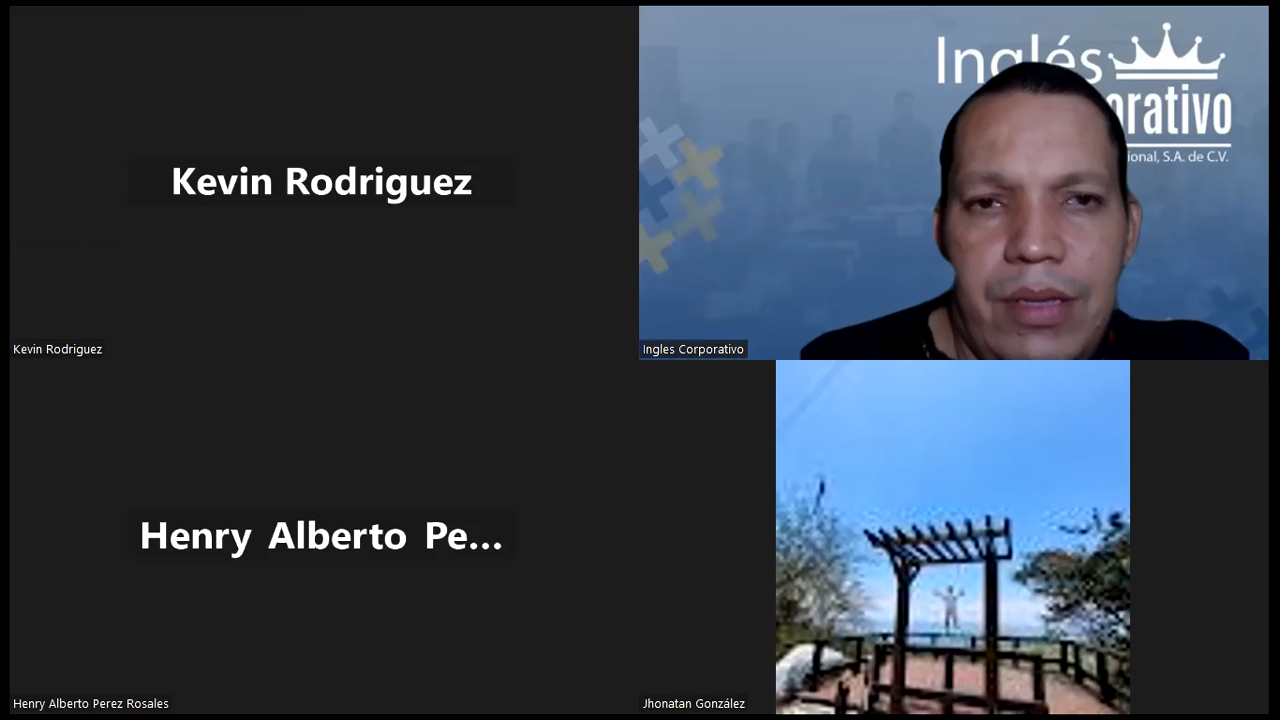 Kevin Rodriguez
Kevin Rodriguez
Inglés
orativo
ional, S.A. de C.V.
Ingles Corporativo
Henry Alberto Pe...
Henry Alberto Perez Rosales
Jhonatan González